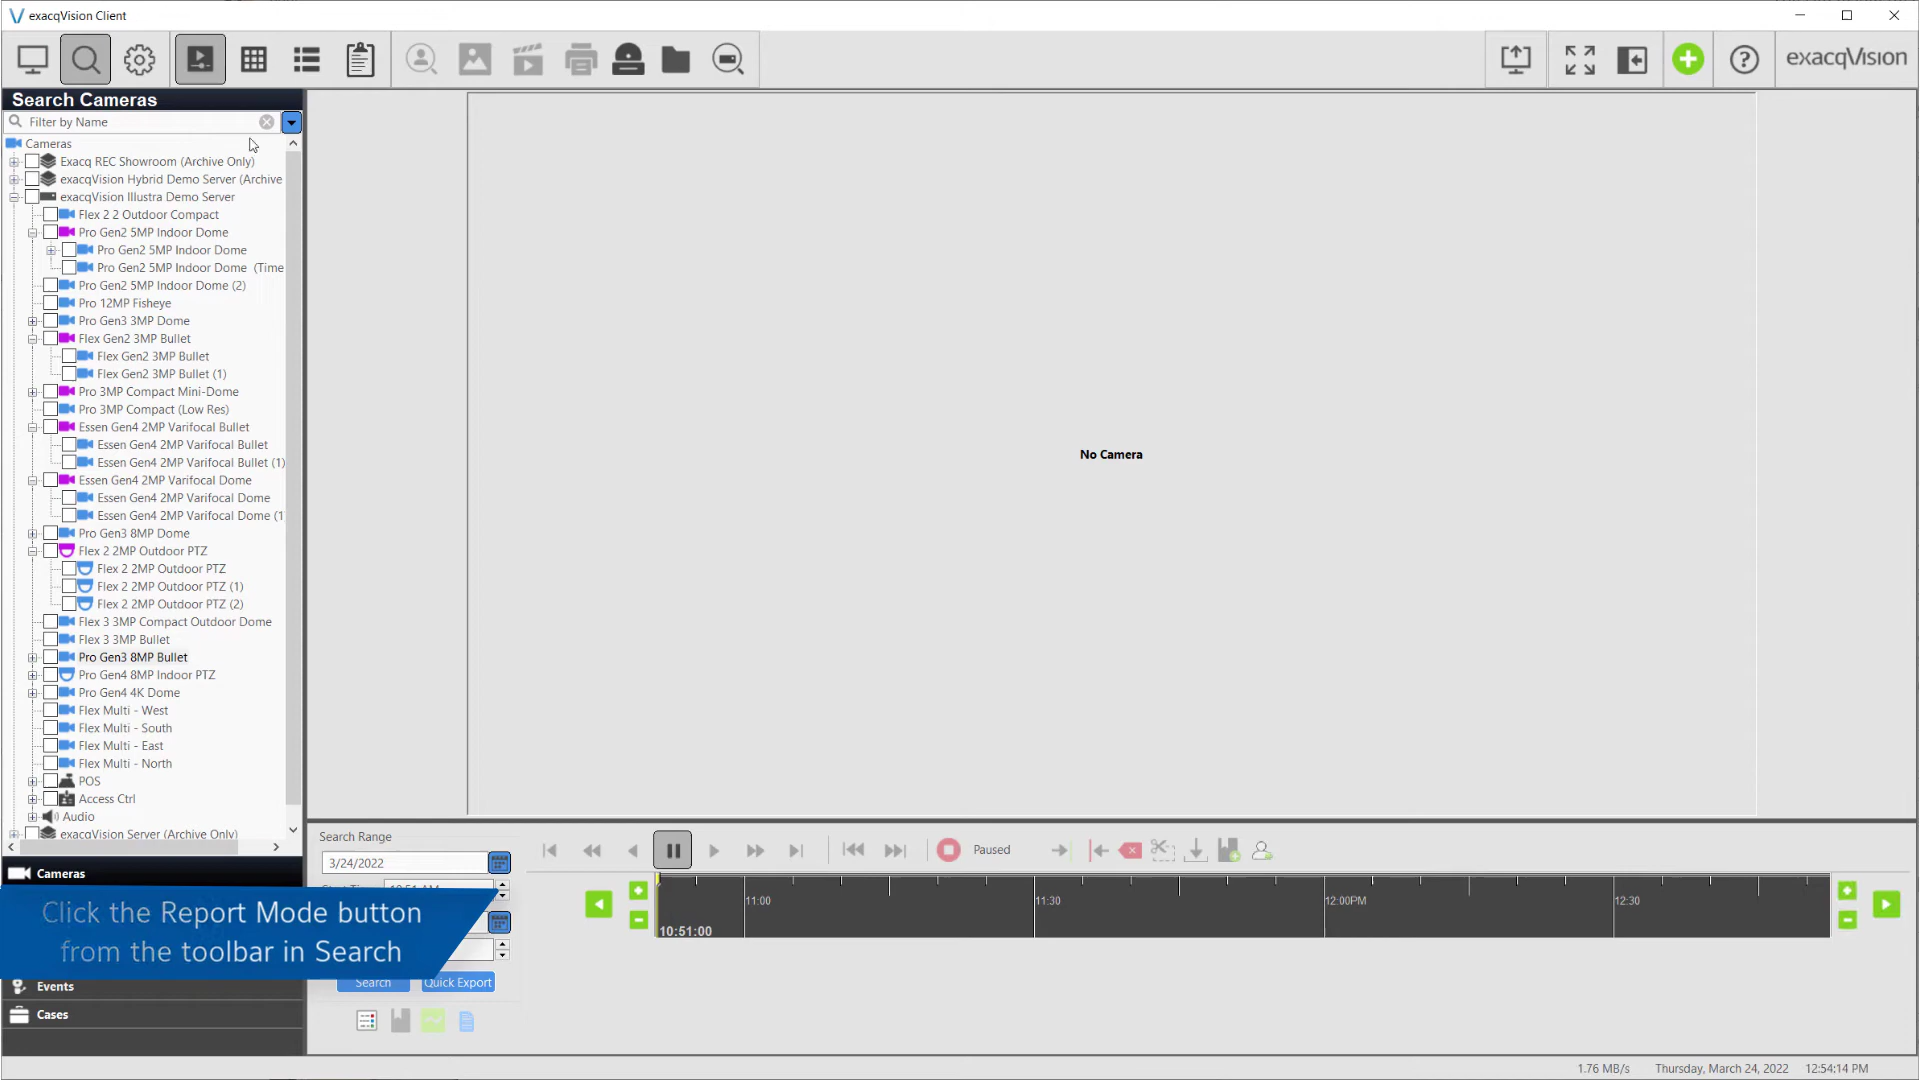 exacqVision Client
exacqVision
Search Cameras
Filter by Name
Cameras
Exacq REC Showroom (Archive Only)
exacqVision Hybrid Demo Server (Archive
exacqVision Illustra Demo Server
Flex 2 2 Outdoor Compact
Pro Gen2 5MP Indoor Dome
Pro Gen2 5MP Indoor Dome
Pro Gen2 5MP Indoor Dome (Time
Pro Gen2 5MP Indoor Dome (2)
Pro 12MP Fisheye
Pro Gen3 3MP Dome
Flex Gen2 3MP Bullet
Flex Gen2 3MP Bullet
Flex Gen2 3MP Bullet (1)
Pro 3MP Compact Mini-Dome
Pro 3MP Compact (Low Res)
Essen Gen4 2MP Varifocal Bullet
Essen Gen4 2MP Varifocal Bullet
Essen Gen4 2MP Varifocal Bullet (1)
Essen Gen4 2MP Varifocal Dome
Essen Gen4 2MP Varifocal Dome
Essen Gen4 2MP Varifocal Dome (1
Pro Gen3 8MP Dome
Flex 2 2MP Outdoor PTZ
Flex 2 2MP Outdoor PTZ
Flex 2 2MP Outdoor PTZ (1)
Flex 2 2MP Outdoor PTZ (2)
Flex 3 3MP Compact Outdoor Dome
Flex 3 3MP Bullet
Pro Gen3 8MP Bullet
Pro Gen4 8MP Indoor PTZ
Pro Gen4 4K Dome
Flex Multi - West
Flex Multi - South
Flex Multi - East
Flex Multi - North
POS
Access Ctrl
Audio
exacqVision Server (Archive Only)
Cameras
Click the Report Mode button
from the toolbar in Search
Events
Cases
No Camera
Search Range
3/24/2022
Search
Quick Export
Paused
11:00
11:30
12:00PM
12:30
10:51:00
1.76 MB/s
Thursday, March 24, 2022
12:54:14 PM